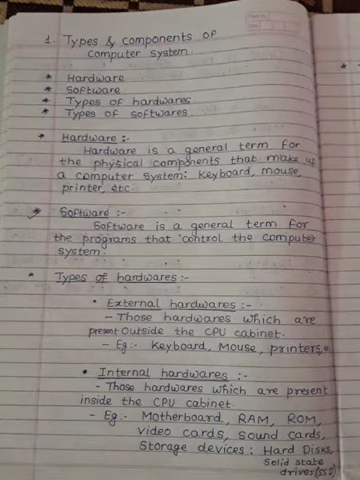 1. Types & components of
computer system.
* Hardware
* Software
* Types of hardwares
* Types of softwares
* Hardware :-
Hardware is a general term for
the physical components that make up
a computer system: keyboard, mouse,
printer, etc.
* Software :-
Software is a general term for
the programs that control the computer
system.
* Types of hardwares :-
• External hardwares :-
- Those hardwares which are
present outside the CPU cabinet.
- Eg:- Keyboard, Mouse, printers,
• Internal hardwares :-
- Those hardwares which are present
inside the CPU cabinet.
- Eg:- Motherboard, RAM, ROM,
video cards, sound cards,
Storage devices: Hard Disks,
Solid state
drives (SSD)